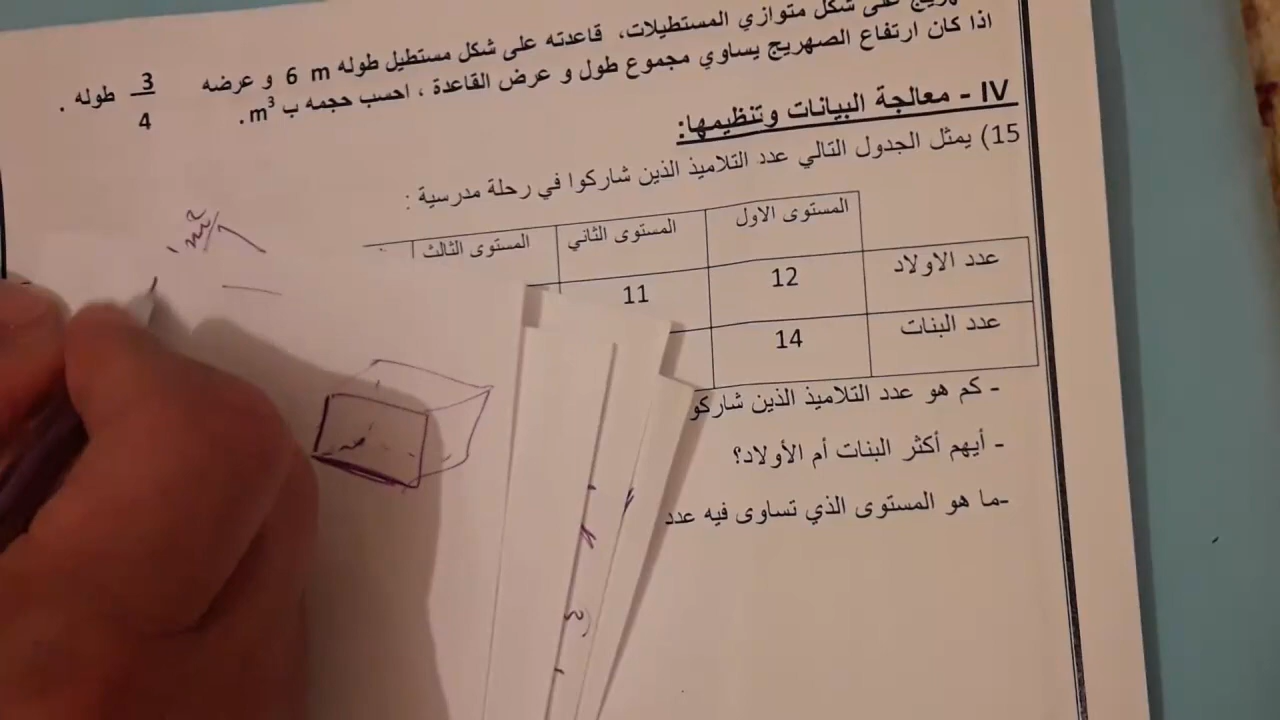 على شكل متوازي المستطيلات، قاعدته على شكل مستطيل طوله 6 m و عرضه 3/4 طوله .
اذا كان ارتفاع الصهريج يساوي مجموع طول و عرض القاعدة ، احسب حجمه ب m³ .
IV - معالجة البيانات وتنظيمها:
15) يمثل الجدول التالي عدد التلاميذ الذين شاركوا في رحلة مدرسية :
المستوى الاول المستوى الثاني المستوى الثالث
عدد الاولاد 12 11
عدد البنات 14
- كم هو عدد التلاميذ الذين شاركو
- أيهم أكثر البنات أم الأولاد؟
-ما هو المستوى الذي تساوى فيه عدد